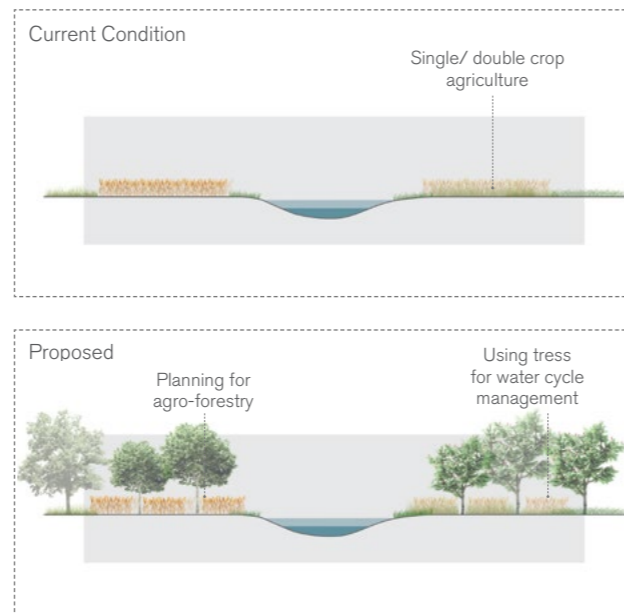 Current Condition
Single/ double crop
agriculture
Proposed
Planning for
agro-forestry
Using tress
for water cycle
management